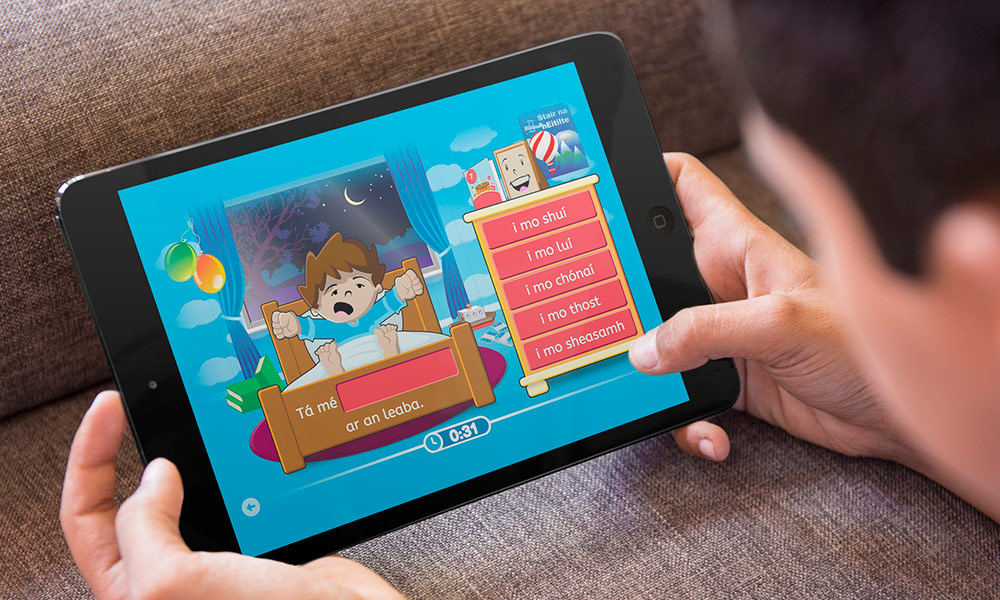 Stair na
hEitilte
i mo shuí
i mo luí
i mo chónaí
i mo thost
i mo sheasamh
Tá mé
ar an leaba.
0:31